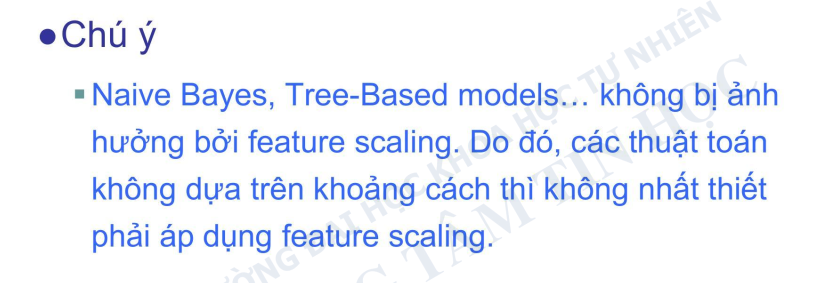 ●Chú ý
▪Naive Bayes, Tree-Based models... không bị ảnh
hưởng bởi feature scaling. Do đó, các thuật toán
không dựa trên khoảng cách thì không nhất thiết
phải áp dụng feature scaling.
ĐẠI HỌC KHOA HỌC TỰ NHIÊN
TÂM TIN HỌC